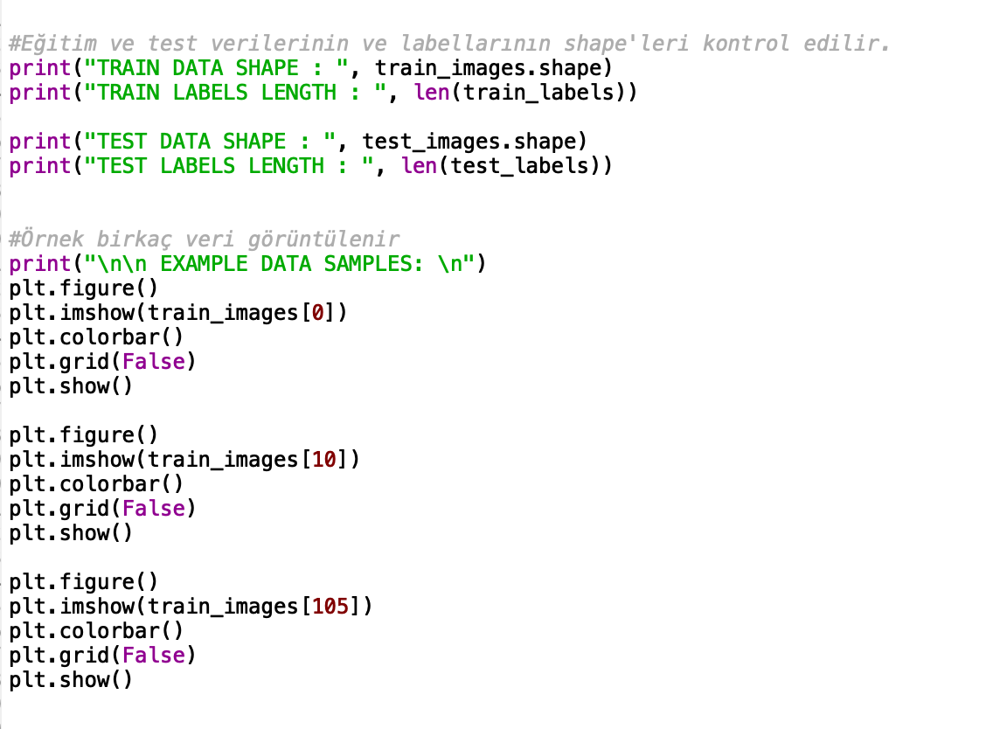 #Eğitim ve test verilerinin ve labellarının shape'leri kontrol edilir.
print("TRAIN DATA SHAPE : ", train_images.shape)
print("TRAIN LABELS LENGTH : ", len(train_labels))
print("TEST DATA SHAPE : ", test_images.shape)
print("TEST LABELS LENGTH : ", len(test_labels))
#Örnek birkaç veri görüntülenir
print("\n\n EXAMPLE DATA SAMPLES: \n")
plt.figure()
plt.imshow(train_images[0])
plt.colorbar()
plt.grid(False)
plt.show()
plt.figure()
plt.imshow(train_images[10])
plt.colorbar()
plt.grid(False)
plt.show()
plt.figure()
plt.imshow(train_images[105])
plt.colorbar()
plt.grid(False)
plt.show()